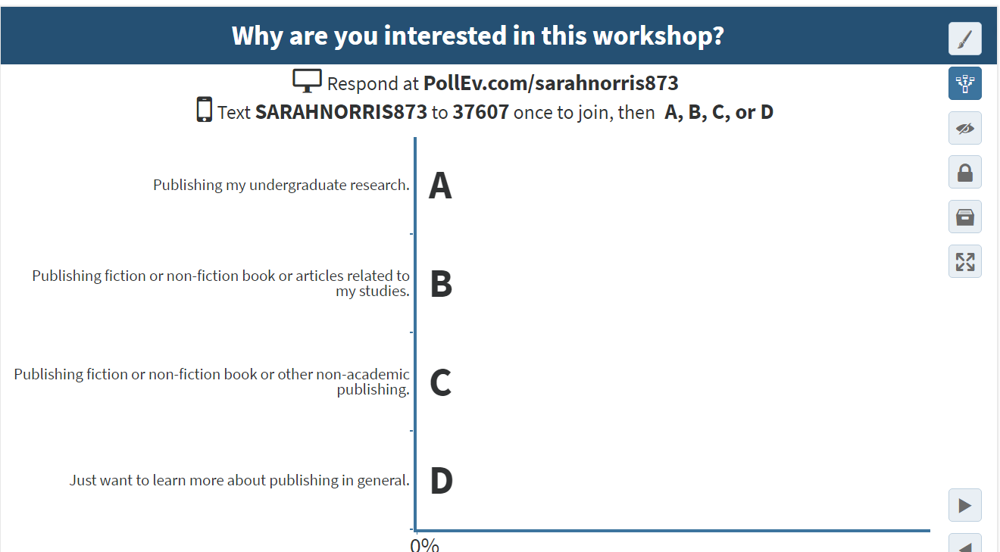 Why are you interested in this workshop?
Respond at PollEv.com/sarahnorris873
Text SARAHNORRIS873 to 37607 once to join, then A, B, C, or D
Publishing my undergraduate research.
A
Publishing fiction or non-fiction book or articles related to
my studies.
B
Publishing fiction or non-fiction book or other non-academic
publishing.
C
Just want to learn more about publishing in general.
D
0%